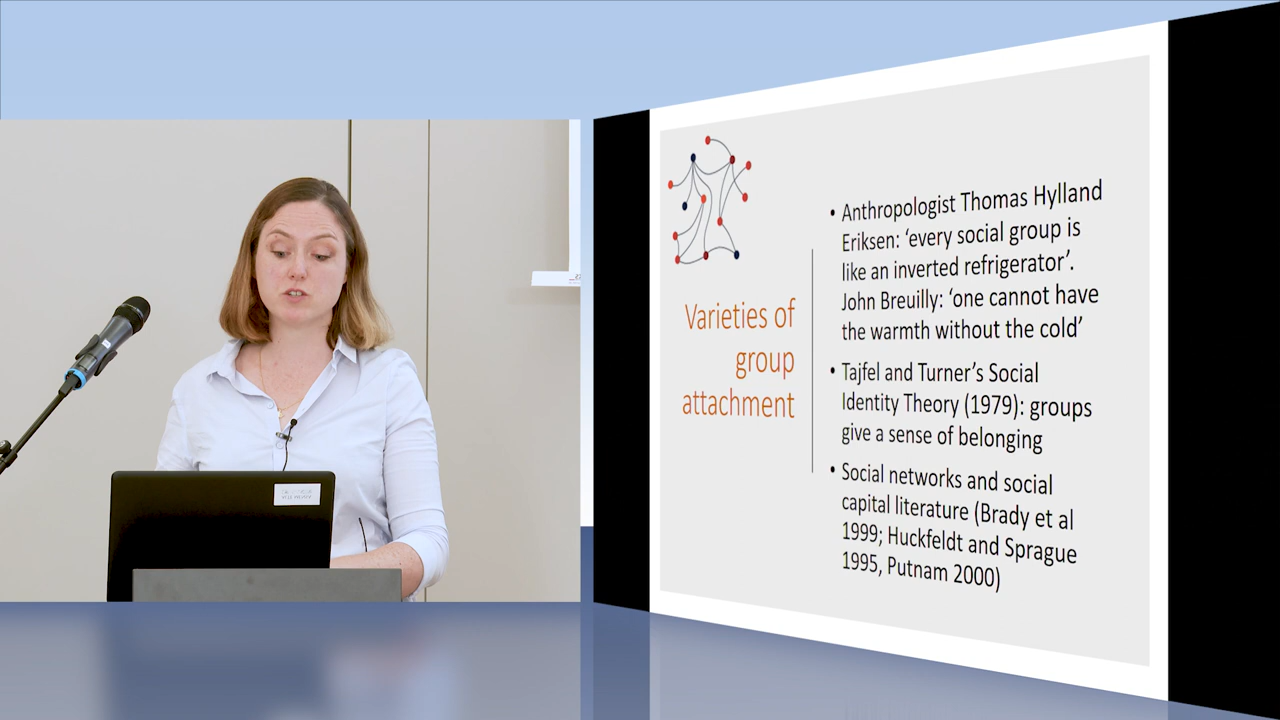 Varieties of
group
attachment
• Anthropologist Thomas Hylland
Eriksen: ‘every social group is
like an inverted refrigerator’.
John Breuilly: ‘one cannot have
the warmth without the cold’
• Tajfel and Turner’s Social
Identity Theory (1979): groups
give a sense of belonging
• Social networks and social
capital literature (Brady et al
1999; Huckfeldt and Sprague
1995, Putnam 2000)